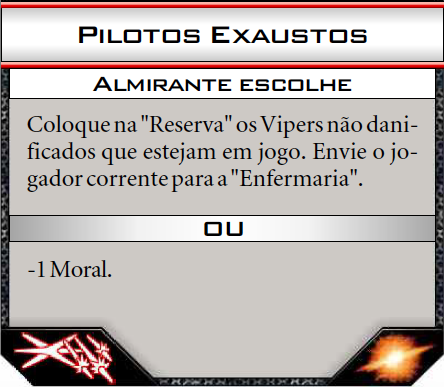 Pilotos Exaustos
Almirante escolhe
Coloque na "Reserva" os Vipers não dani-
ficados que estejam em jogo. Envie o jo-
gador corrente para a "Enfermaria".
OU
-1 Moral.